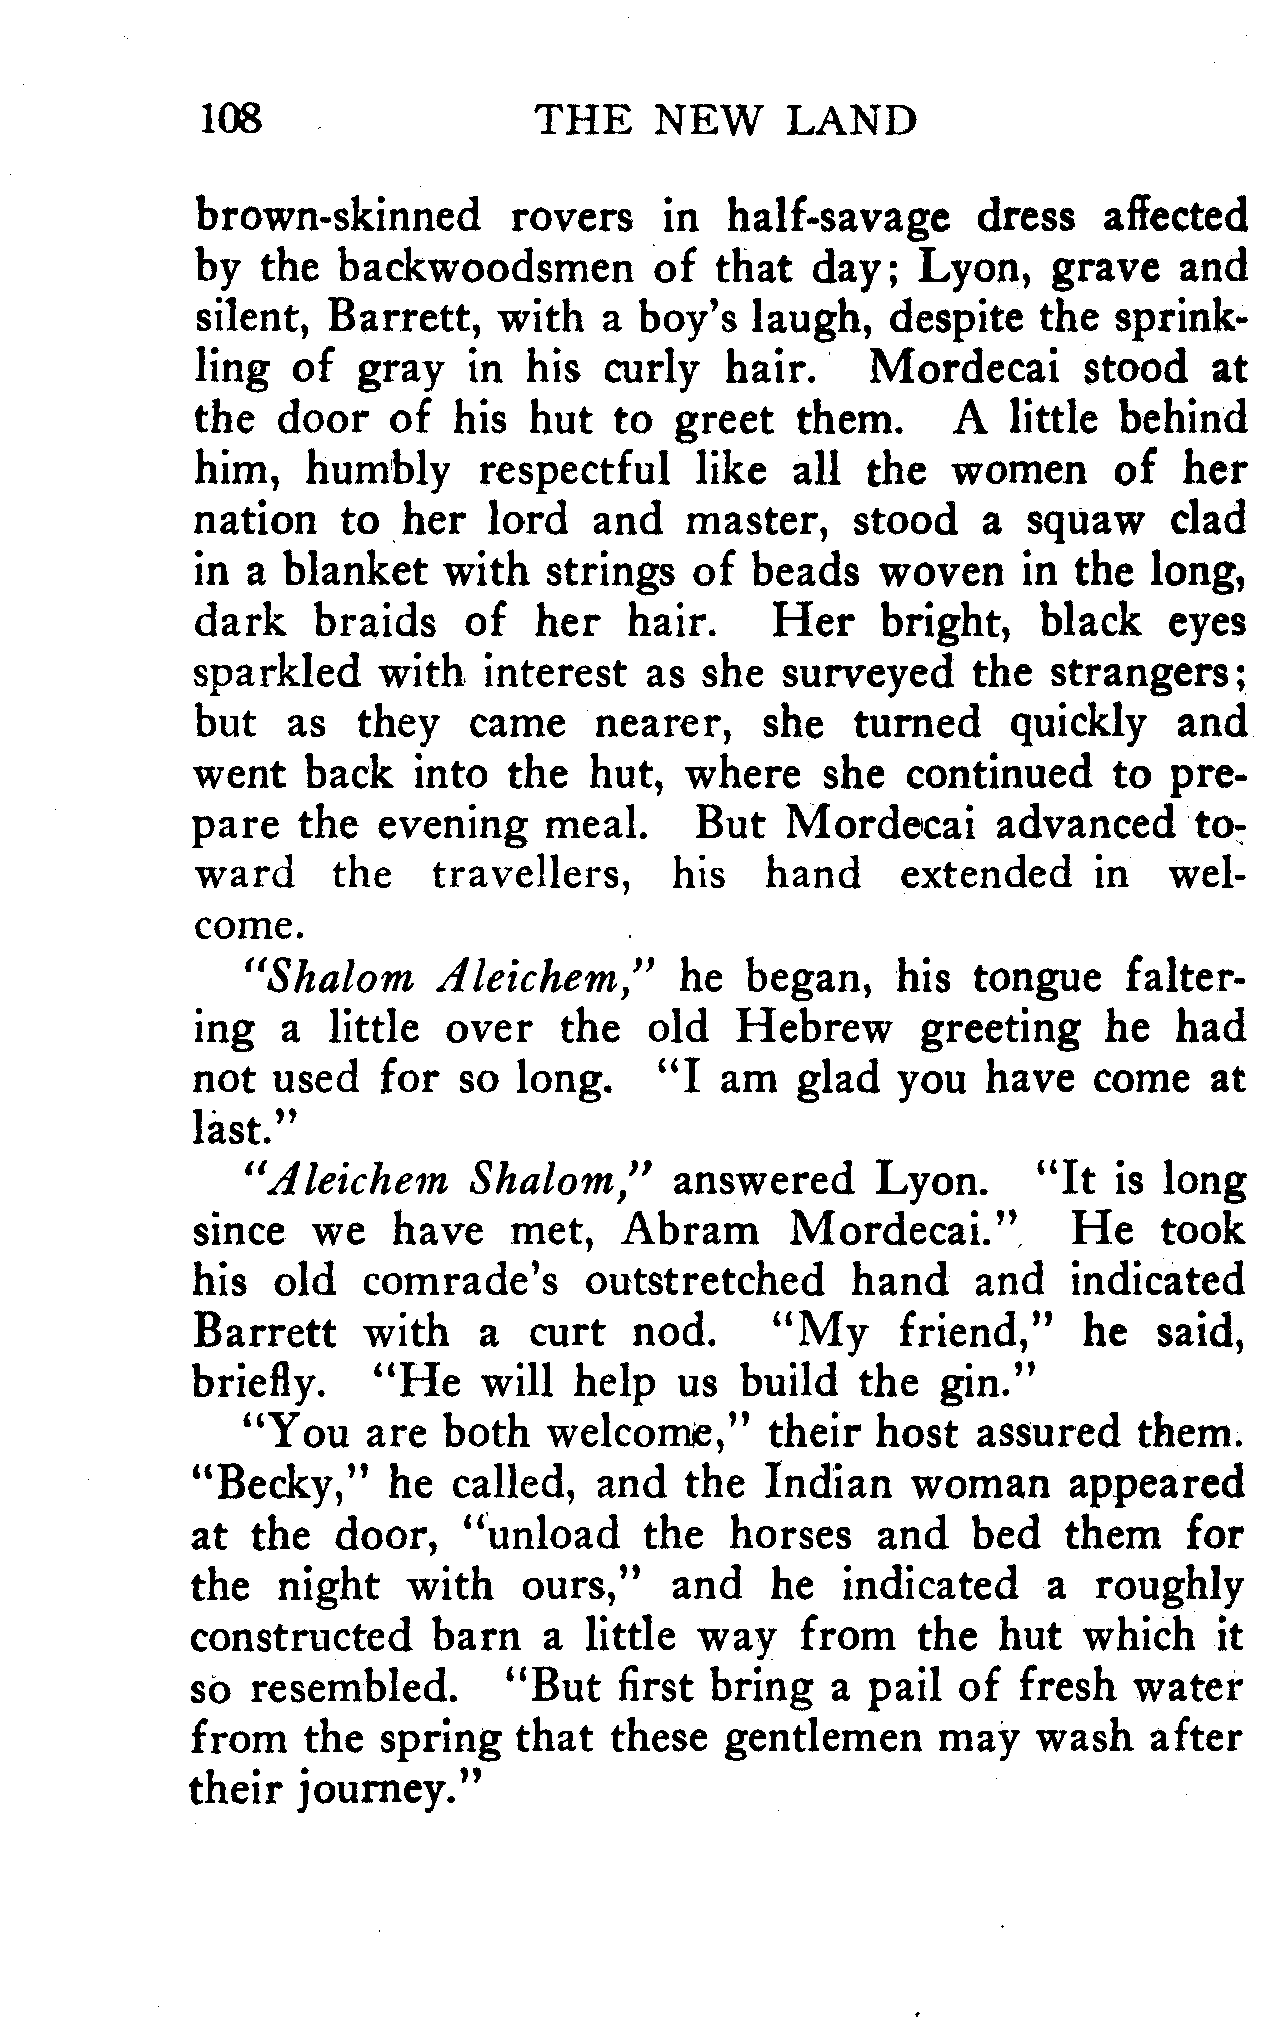 108 THE NEW LAND
brown-skinned rovers in half-savage dress affected
by the backwoodsmen of that day; Lyon, grave and
silent, Barrett, with a boy's laugh, despite the sprink-
ling of gray in his curly hair. Mordecai stood at
the door of his hut to greet them. A little behind
him, humbly respectful like all the women of her
nation to her lord and master, stood a squaw clad
in a blanket with strings of beads woven in the long,
dark braids of her hair. Her bright, black eyes
sparkled with interest as she surveyed the strangers;
but as they came nearer, she turned quickly and
went back into the hut, where she continued to pre-
pare the evening meal. But Mordecai advanced to-
ward the travellers, his hand extended in wel-
come.
"Shalom Aleichem," he began, his tongue falter-
ing a little over the old Hebrew greeting he had
not used for so long. "I am glad you have come at
last."
"Aleichem Shalom," answered Lyon. "It is long
since we have met, Abram Mordecai." He took
his old comrade's outstretched hand and indicated
Barrett with a curt nod. "My friend," he said,
briefly. "He will help us build the gin."
"You are both welcome," their host assured them.
"Becky," he called, and the Indian woman appeared
at the door, "unload the horses and bed them for
the night with ours," and he indicated a roughly
constructed barn a little way from the hut which it
so resembled. "But first bring a pail of fresh water
from the spring that these gentlemen may wash after
their journey."